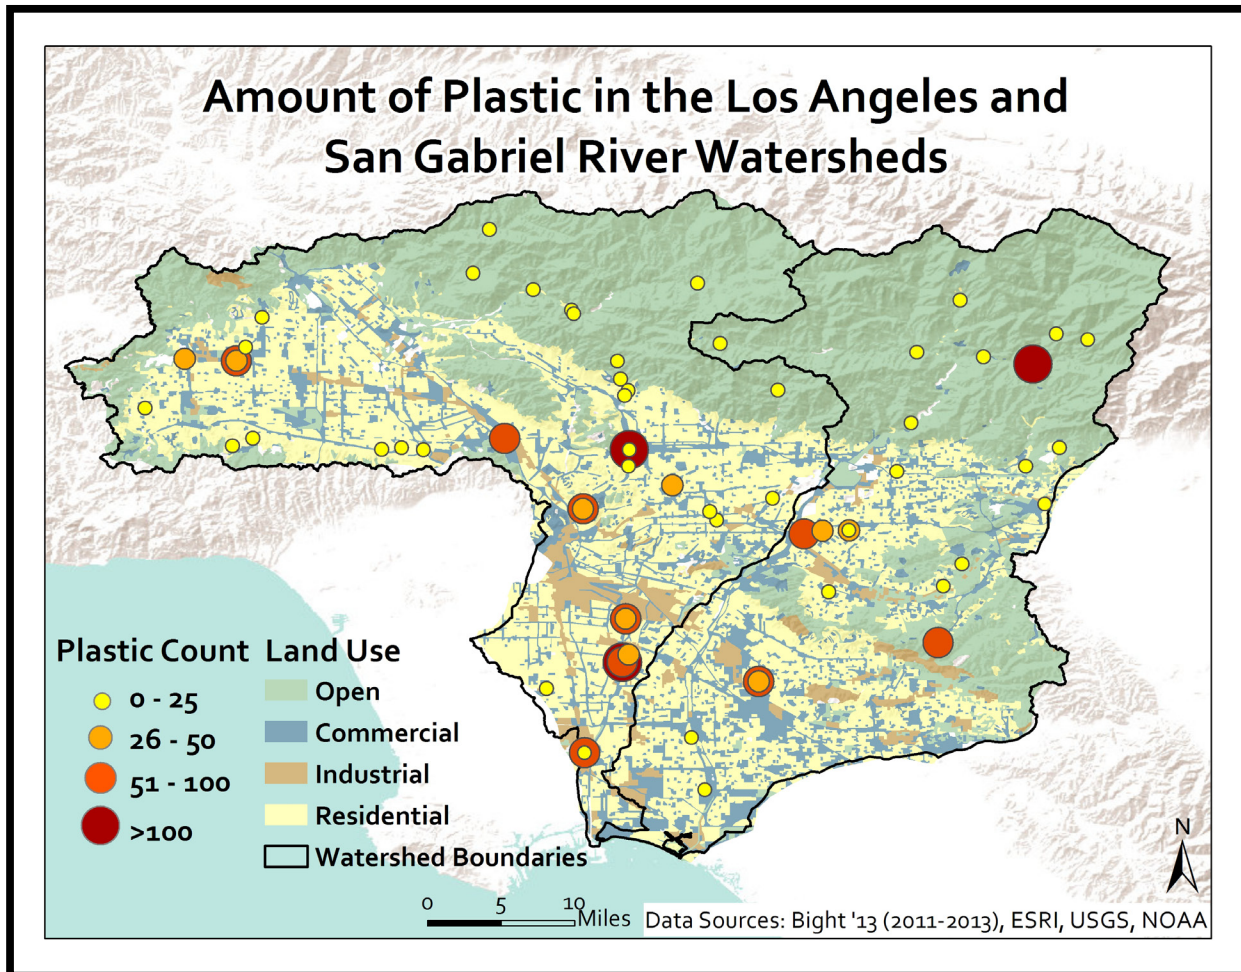 Amount of Plastic in the Los Angeles and
San Gabriel River Watersheds
Plastic Count
0 - 25
26 - 50
51 - 100
>100
Land Use
Open
Commercial
Industrial
Residential
Watershed Boundaries
0 5 10
Miles
Data Sources: Bight '13 (2011-2013), ESRI, USGS, NOAA
N